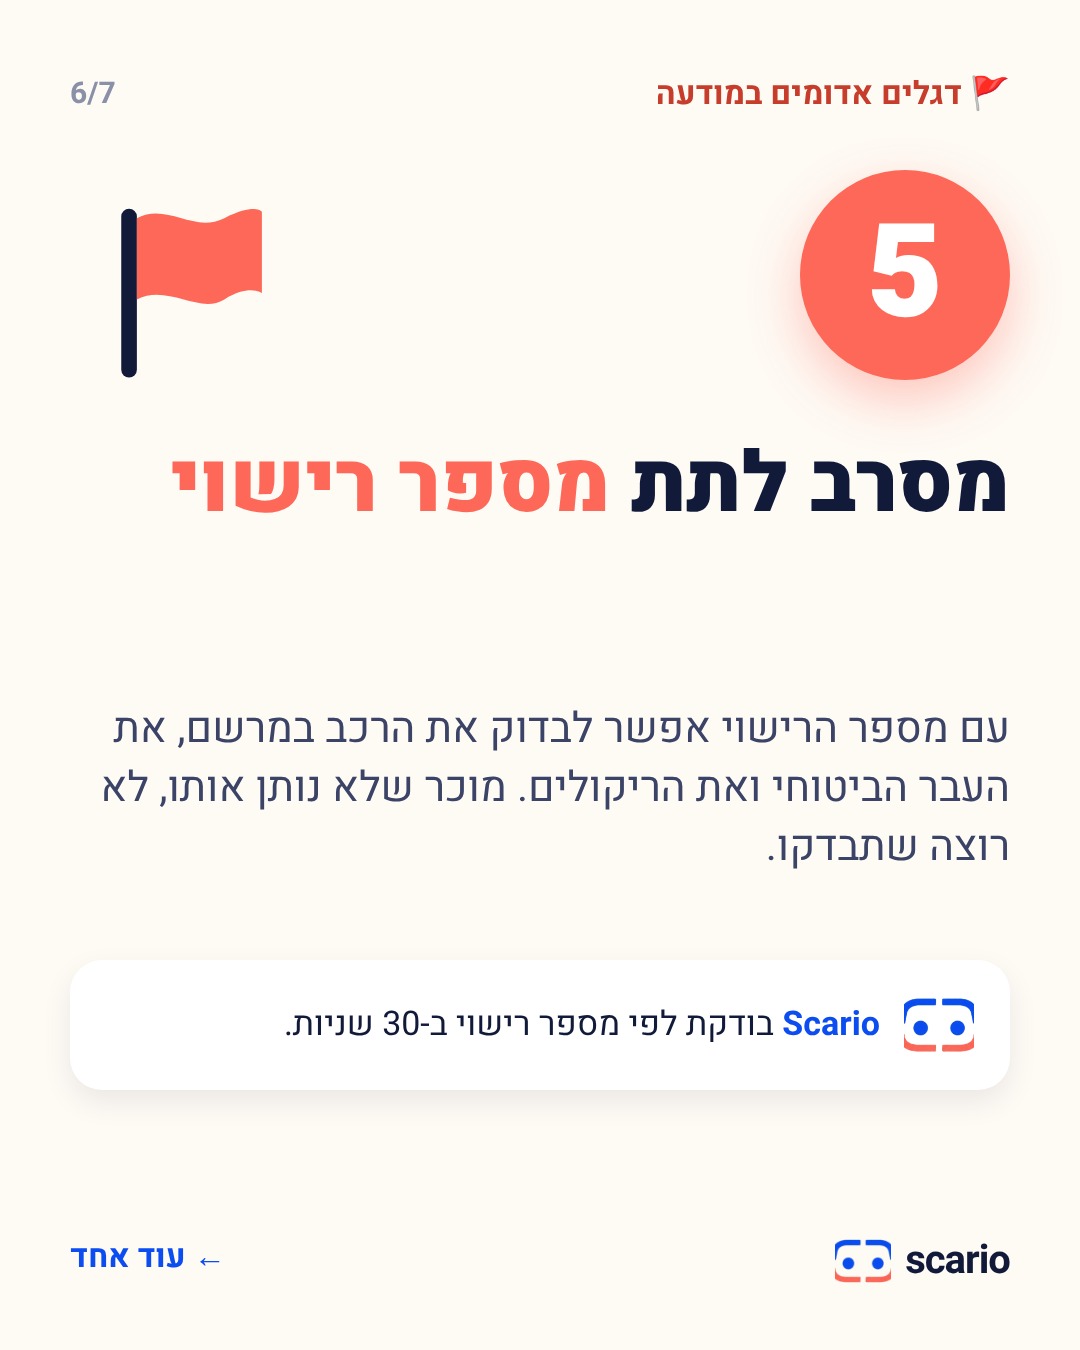 🚩 דגלים אדומים במודעה
6/7
5
מסרב לתת מספר רישוי
עם מספר הרישוי אפשר לבדוק את הרכב במרשם, את
העבר הביטוחי ואת הריקולים. מוכר שלא נותן אותו, לא
רוצה שתבדקו.
Scario בודקת לפי מספר רישוי ב-30 שניות.
scario
← עוד אחד